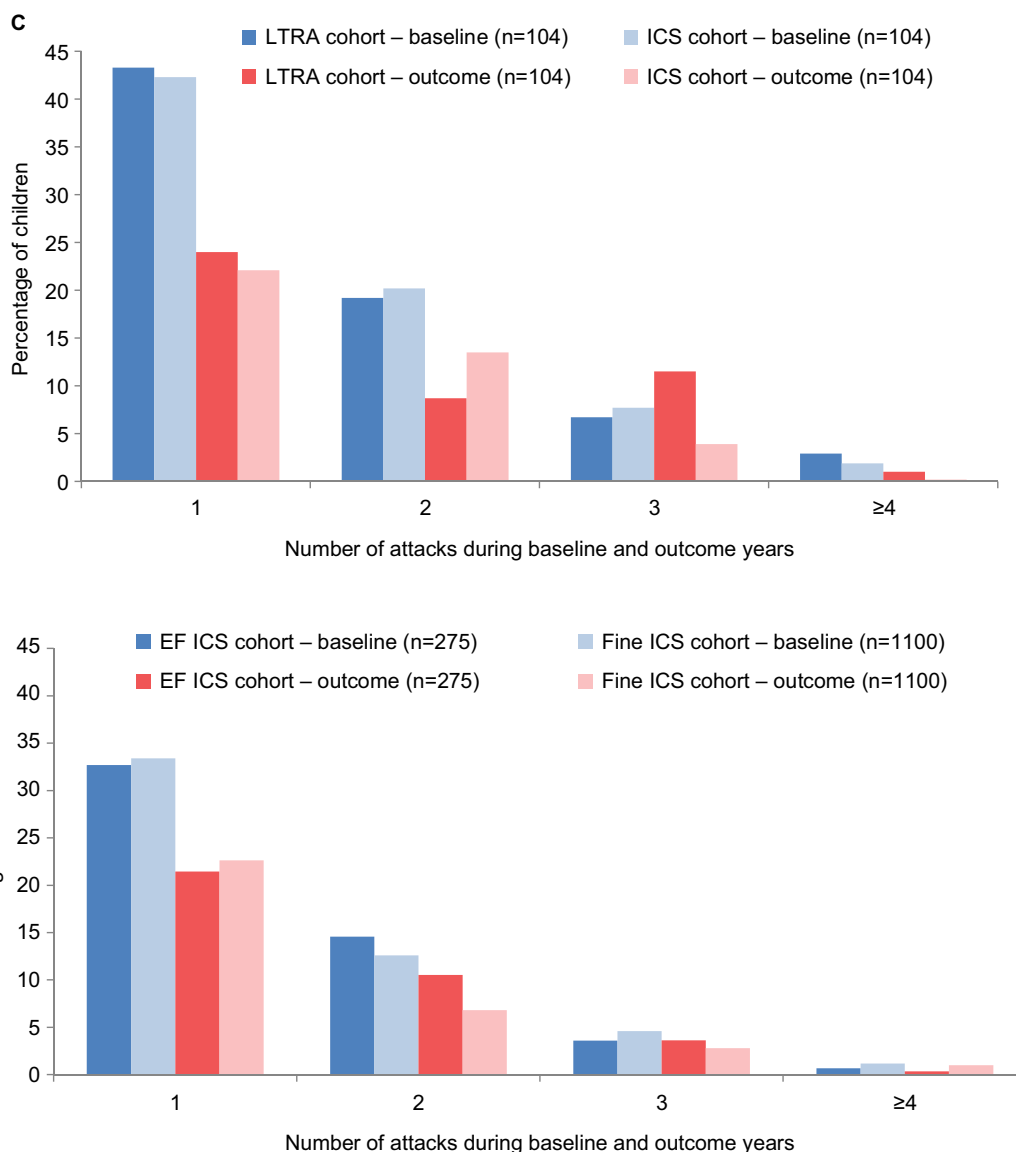 C
LTRA cohort – baseline (n=104)
ICS cohort – baseline (n=104)
LTRA cohort – outcome (n=104)
ICS cohort – outcome (n=104)
Percentage of children
45
40
35
30
25
20
15
10
5
0
1 2 3 ≥4
Number of attacks during baseline and outcome years
EF ICS cohort – baseline (n=275)
Fine ICS cohort – baseline (n=1100)
EF ICS cohort – outcome (n=275)
Fine ICS cohort – outcome (n=1100)
45
40
35
30
25
20
15
10
5
0
1 2 3 ≥4
Number of attacks during baseline and outcome years